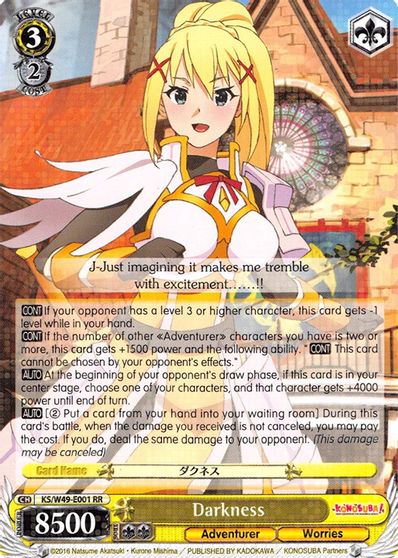 LEVEL
3
2
COST
J-Just imagining it makes me tremble
with excitement……!!
CONT If your opponent has a level 3 or higher character, this card gets -1
level while in your hand.
CONT If the number of other «Adventurer» characters you have is two or
more, this card gets +1500 power and the following ability. " CONT This card
cannot be chosen by your opponent's effects."
AUTO At the beginning of your opponent's draw phase, if this card is in your
center stage, choose one of your characters, and that character gets +4000
power until end of turn.
AUTO [② Put a card from your hand into your waiting room] During this
card's battle, when the damage you received is not canceled, you may pay
the cost. If you do, deal the same damage to your opponent. (This damage
may be canceled)
Card Name ダクネス
CH KS/W49-E001 RR
POWER 8500
Darkness
KONOSUBA!
Adventurer Worries
©2016 Natsume Akatsuki・Kurone Mishima / PUBLISHED BY KADOKAWA / KONOSUBA Partners